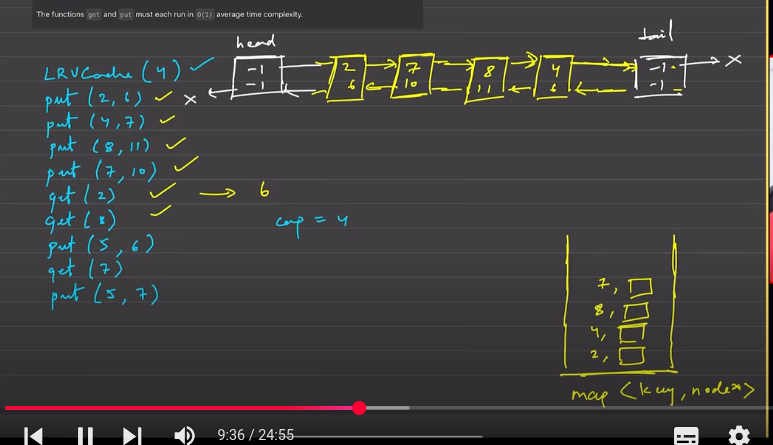 The functions get and put must each run in O(1) average time complexity.
head
tail
LRUCache (4) ✓
-1
-1
2
6
7
10
8
11
4
6
-1
-1
x
x
put (2, 6) ✓
put (4, 7) ✓
put (8, 11) ✓
put (7, 10) ✓
get (2) ✓ → 6
get (8) ✓
cap = 4
put (5, 6)
get (7)
put (5, 7)
7,
8,
4,
2,
map <key, node*>
9:36 / 24:55